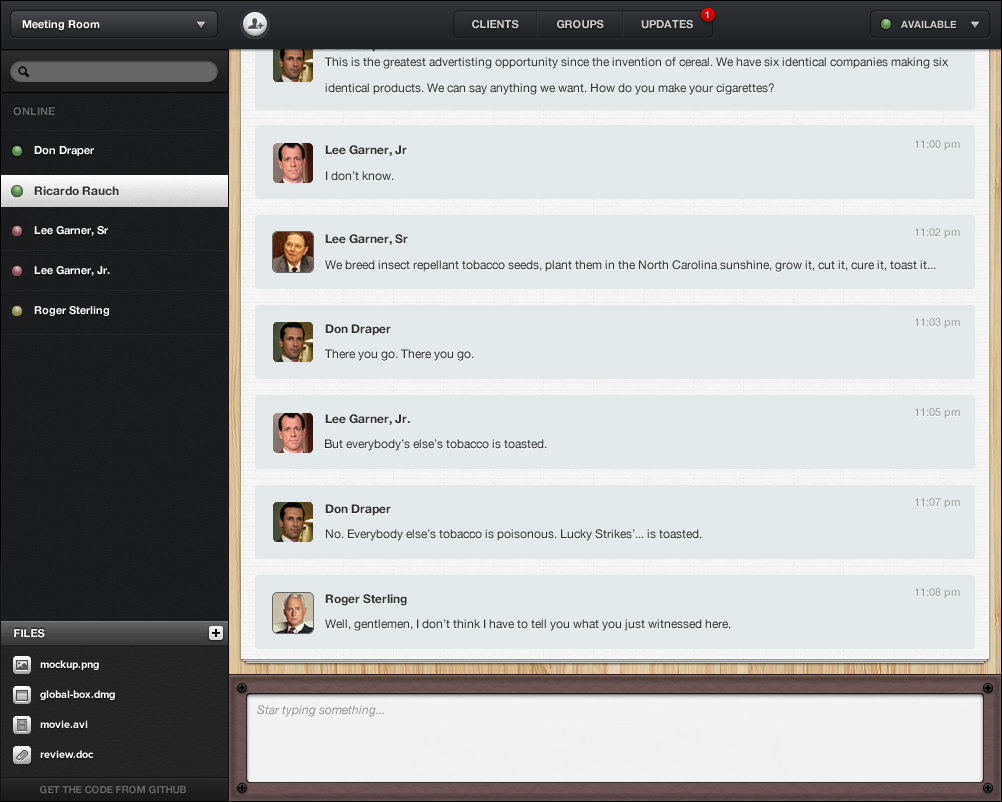 Meeting Room
CLIENTS
GROUPS
UPDATES
1
AVAILABLE
ONLINE
Don Draper
Ricardo Rauch
Lee Garner, Sr
Lee Garner, Jr.
Roger Sterling
FILES
mockup.png
global-box.dmg
movie.avi
review.doc
GET THE CODE FROM GITHUB
This is the greatest advertisting opportunity since the invention of cereal. We have six identical companies making six
identical products. We can say anything we want. How do you make your cigarettes?
Lee Garner, Jr
11:00 pm
I don't know.
Lee Garner, Sr
11:02 pm
We breed insect repellant tobacco seeds, plant them in the North Carolina sunshine, grow it, cut it, cure it, toast it...
Don Draper
11:03 pm
There you go. There you go.
Lee Garner, Jr.
11:05 pm
But everybody's else's tobacco is toasted.
Don Draper
11:07 pm
No. Everybody else's tobacco is poisonous. Lucky Strikes'... is toasted.
Roger Sterling
11:08 pm
Well, gentlemen, I don't think I have to tell you what you just witnessed here.
Star typing something...